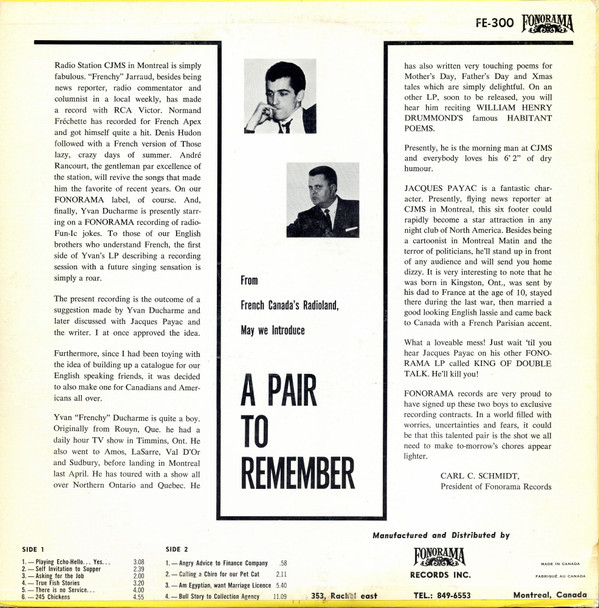 FE-300 FONORAMA
Radio Station CJMS in Montreal is simply
fabulous. "Frenchy" Jarraud, besides being
news reporter, radio commentator and
columnist in a local weekly, has made
a record with RCA Victor. Normand
Fréchette has recorded for French Apex
and got himself quite a hit. Denis Hudon
followed with a French version of Those
lazy, crazy days of summer. André
Rancourt, the gentleman par excellence of
the station, will revive the songs that made
him the favorite of recent years. On our
FONORAMA label, of course. And,
finally, Yvan Ducharme is presently starr-
ing on a FONORAMA recording of radio-
Fun-Ic jokes. To those of our English
brothers who understand French, the first
side of Yvan's LP describing a recording
session with a future singing sensation is
simply a roar.
The present recording is the outcome of a
suggestion made by Yvan Ducharme and
later discussed with Jacques Payac and
the writer. I at once approved the idea.
Furthermore, since I had been toying with
the idea of building up a catalogue for our
English speaking friends, it was decided
to also make one for Canadians and Amer-
icans all over.
Yvan "Frenchy" Ducharme is quite a boy.
Originally from Rouyn, Que. he had a
daily hour TV show in Timmins, Ont. He
also went to Amos, LaSarre, Val D'Or
and Sudbury, before landing in Montreal
last April. He has toured with a show all
over Northern Ontario and Quebec. He
From
French Canada's Radioland,
May we Introduce
A PAIR
TO
REMEMBER
has also written very touching poems for
Mother's Day, Father's Day and Xmas
tales which are simply delightful. On an
other LP, soon to be released, you will
hear him reciting WILLIAM HENRY
DRUMMOND'S famous HABITANT
POEMS.
Presently, he is the morning man at CJMS
and everybody loves his 6' 2" of dry
humour.
JACQUES PAYAC is a fantastic char-
acter. Presently, flying news reporter at
CJMS in Montreal, this six footer could
rapidly become a star attraction in any
night club of North America. Besides being
a cartoonist in Montreal Matin and the
terror of politicians, he'll stand up in front
of any audience and will send you home
dizzy. It is very interesting to note that he
was born in Kingston, Ont., was sent by
his dad to France at the age of 10, stayed
there during the war, then married a
good looking English lassie and came back
to Canada with a French Parisian accent.
What a loveable mess! Just wait 'til you
hear Jacques Payac on his other FONO-
RAMA LP called KING OF DOUBLE
TALK. He'll kill you!
FONORAMA records are very proud to
have signed up these two boys to exclusive
recording contracts. In a world filled with
worries, uncertainties and fears, it could
be that this talented pair is the shot we all
need to make to-morrow's chores appear
lighter.
CARL C. SCHMIDT,
President of Fonorama Records
SIDE 1
1. — Playing Echo-Hello. . . Yes. . . 3.08
2. — Self Invitation to Supper 2.39
3. — Asking for the Job 2.00
4. — True Fish Stories 3.20
5. — There is no Service. . . 4.00
6. — 245 Chickens 4.55
SIDE 2
1. — Angry Advice to Finance Company .58
2. — Calling a Chiro for our Pet Cat 2.11
3. — Am Egyptian, want Marriage Licence 5.40
4. — Bull Story to Collection Agency 11.09
Manufactured and Distributed by
FONORAMA
RECORDS INC.
353, Rachel east TEL.: 849-6553 Montreal, Canada
MADE IN CANADA
FABRIQUÉ AU CANADA